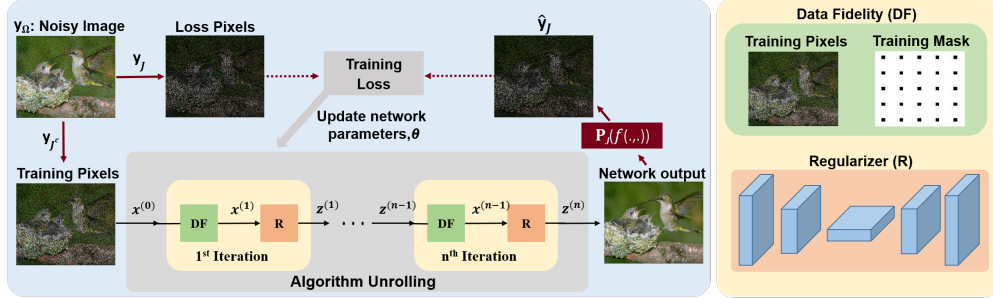 y_Ω: Noisy Image
Loss Pixels
ŷ_J
y_J
Training
Loss
Update network
parameters,θ
P_J(f(.,.))
y_{J^c}
Training Pixels
Network output
x^(0)
DF
x^(1)
R
z^(1)
. . .
z^(n−1)
DF
x^(n−1)
R
z^(n)
1st Iteration
nth Iteration
Algorithm Unrolling
Data Fidelity (DF)
Training Pixels
Training Mask
Regularizer (R)